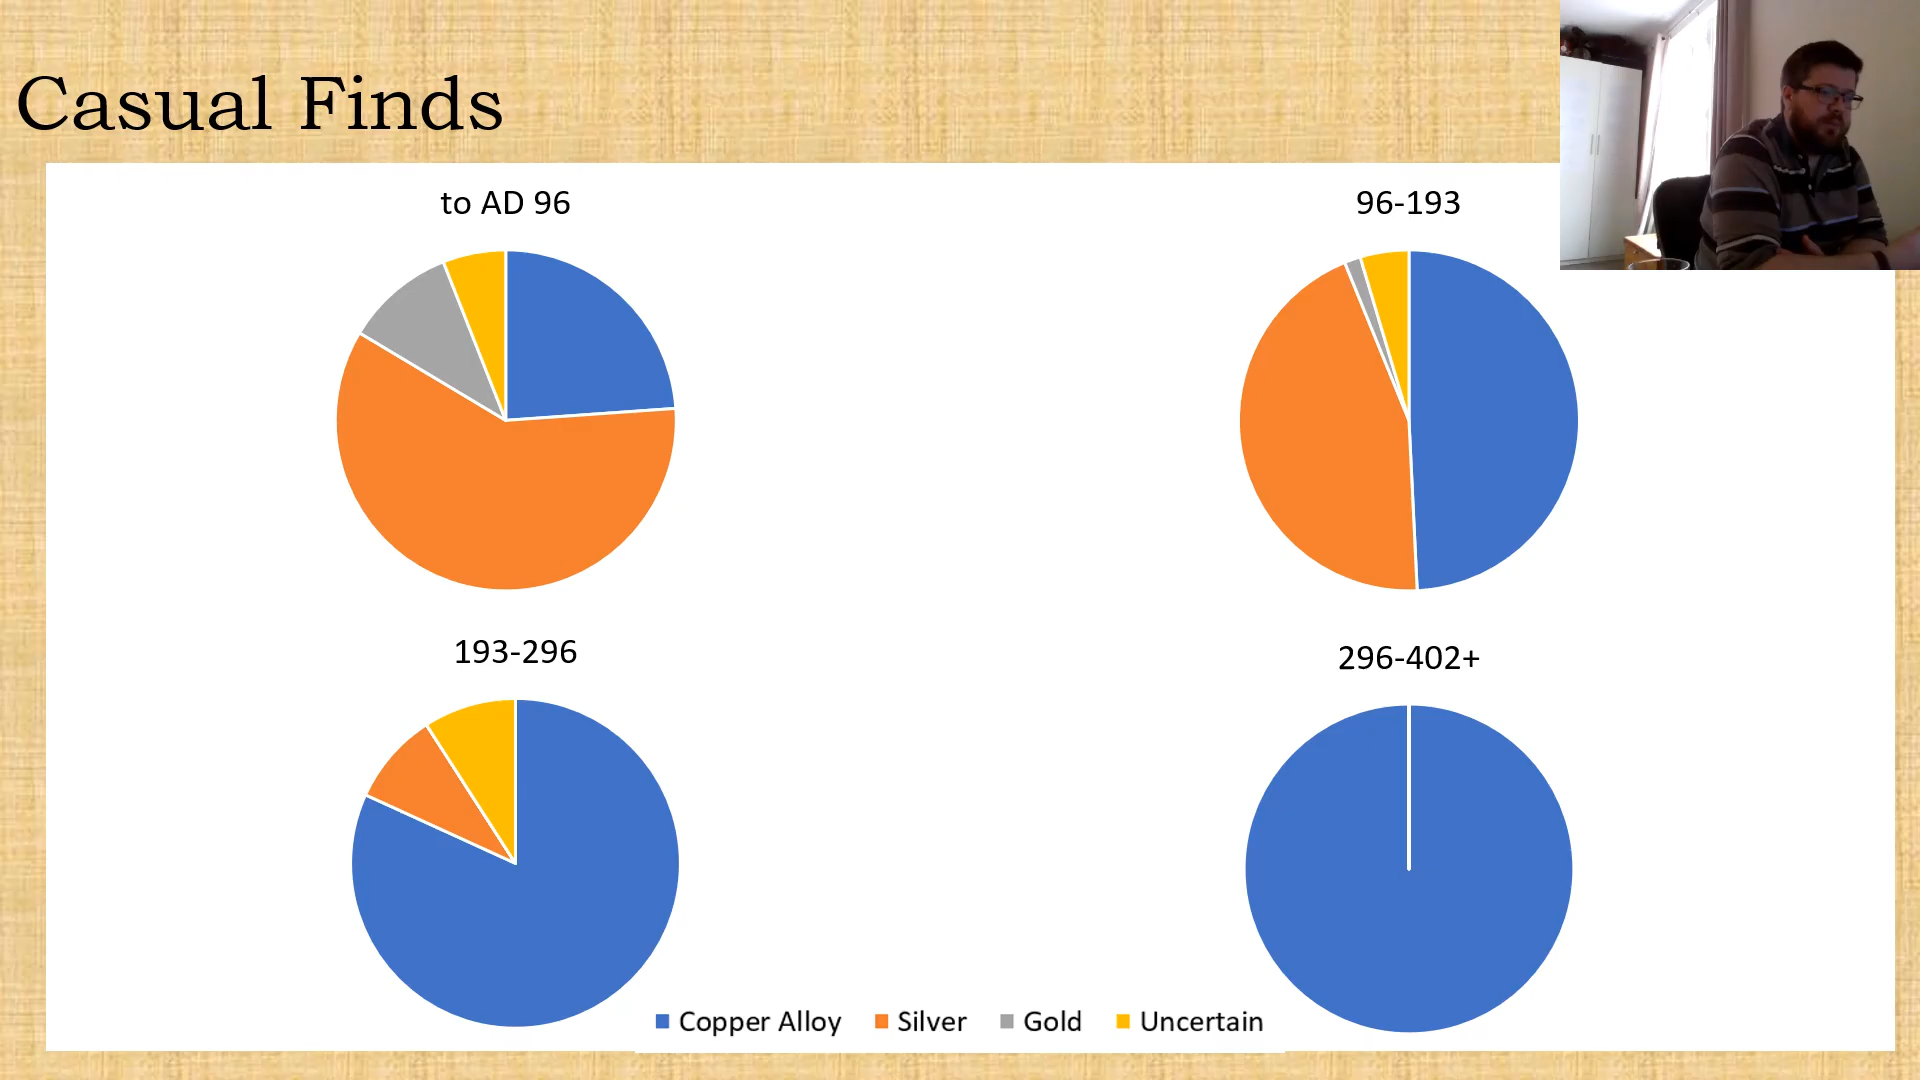 Casual Finds
to AD 96
96-193
193-296
296-402+
Copper Alloy Silver Gold Uncertain